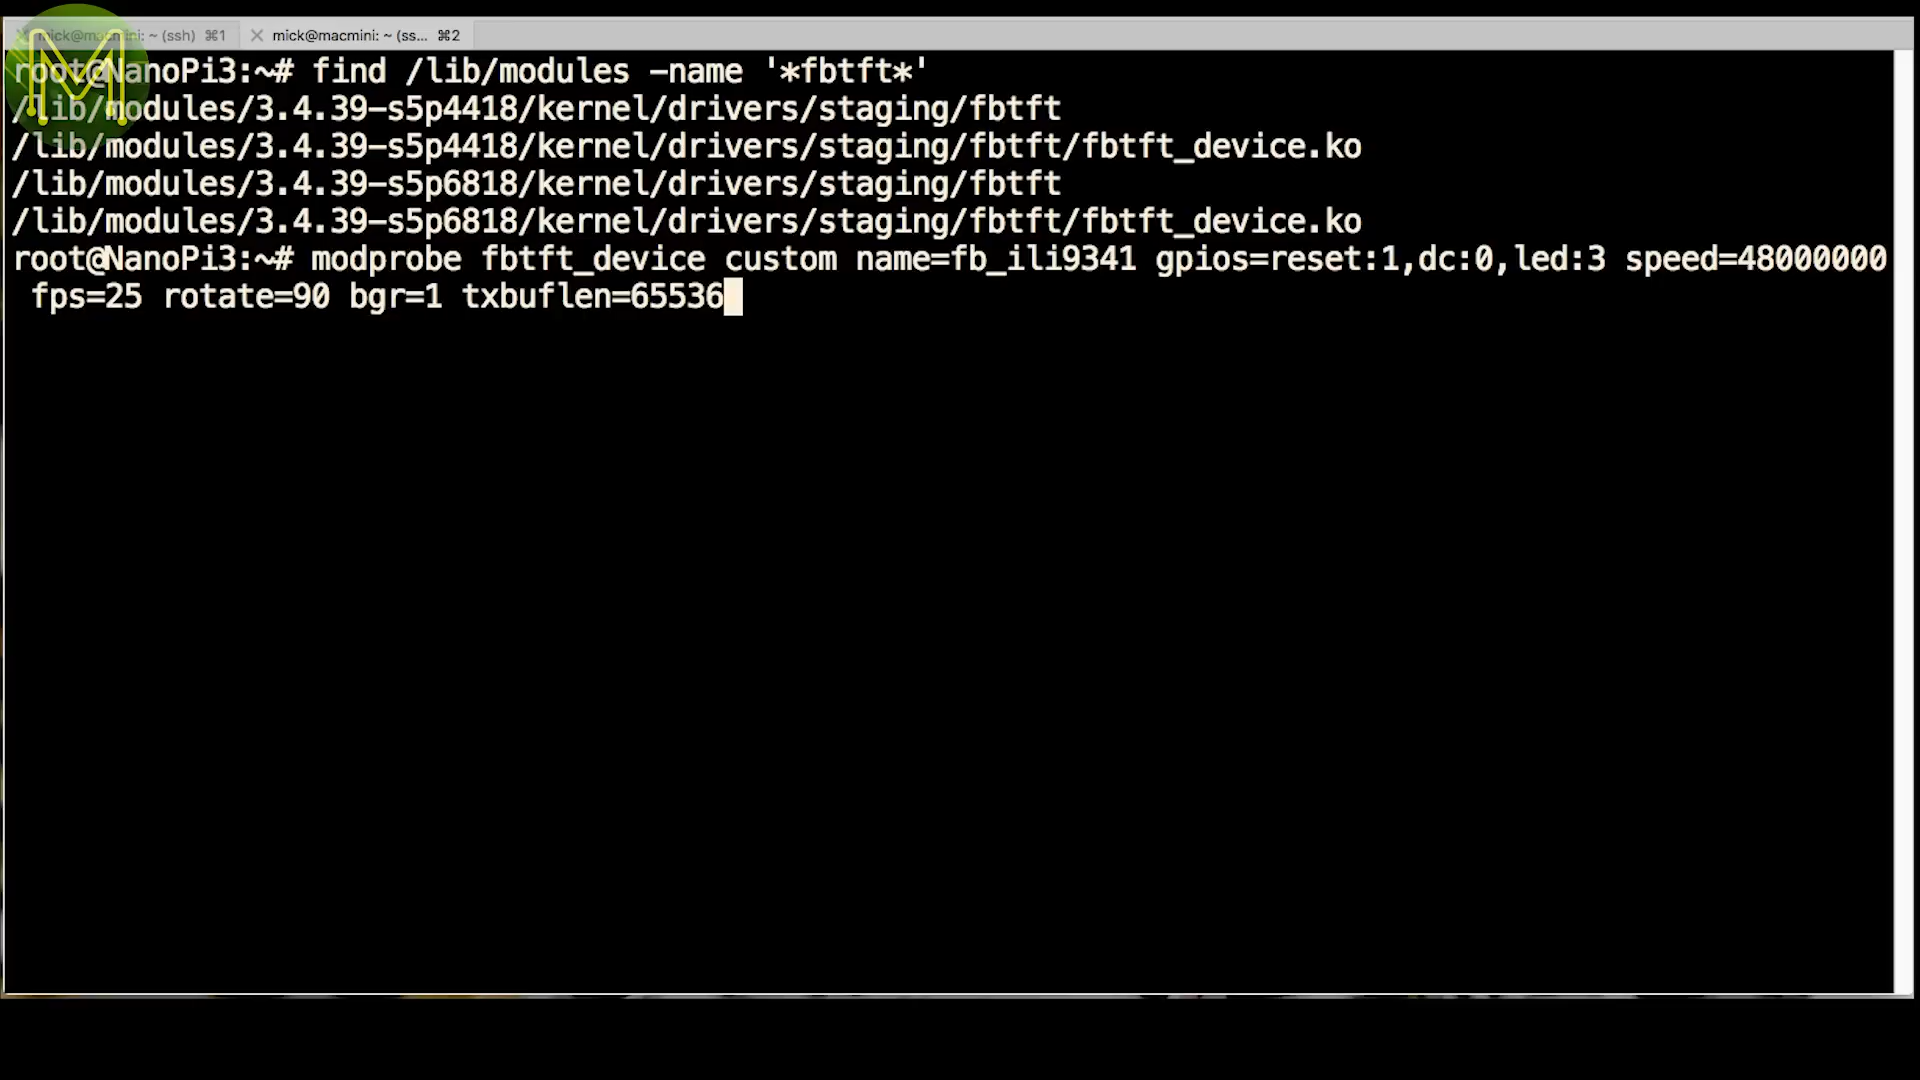 mick@macmini: ~ (ssh) ⌘1
mick@macmini: ~ (ss... ⌘2
root@NanoPi3:~# find /lib/modules -name '*fbtft*'
/lib/modules/3.4.39-s5p4418/kernel/drivers/staging/fbtft
/lib/modules/3.4.39-s5p4418/kernel/drivers/staging/fbtft/fbtft_device.ko
/lib/modules/3.4.39-s5p6818/kernel/drivers/staging/fbtft
/lib/modules/3.4.39-s5p6818/kernel/drivers/staging/fbtft/fbtft_device.ko
root@NanoPi3:~# modprobe fbtft_device custom name=fb_ili9341 gpios=reset:1,dc:0,led:3 speed=48000000
fps=25 rotate=90 bgr=1 txbuflen=65536